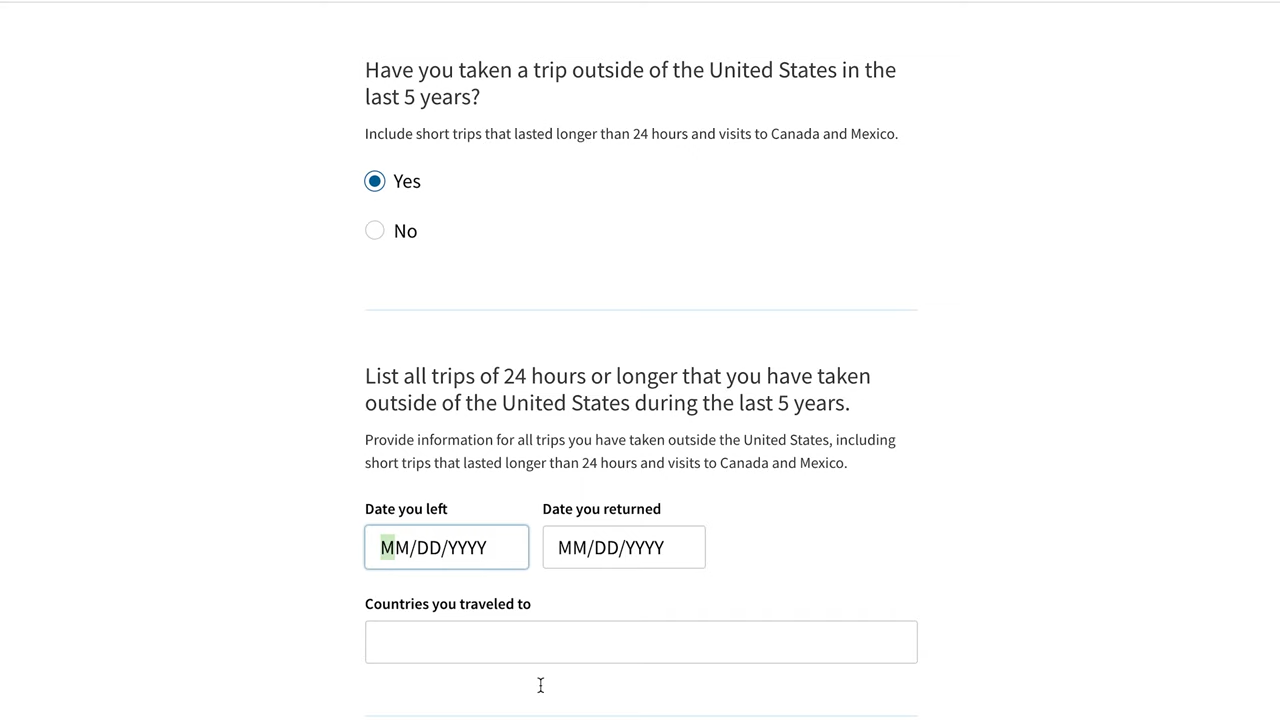 Have you taken a trip outside of the United States in the
last 5 years?
Include short trips that lasted longer than 24 hours and visits to Canada and Mexico.
Yes
No
List all trips of 24 hours or longer that you have taken
outside of the United States during the last 5 years.
Provide information for all trips you have taken outside the United States, including
short trips that lasted longer than 24 hours and visits to Canada and Mexico.
Date you left Date you returned
MM/DD/YYYY MM/DD/YYYY
Countries you traveled to